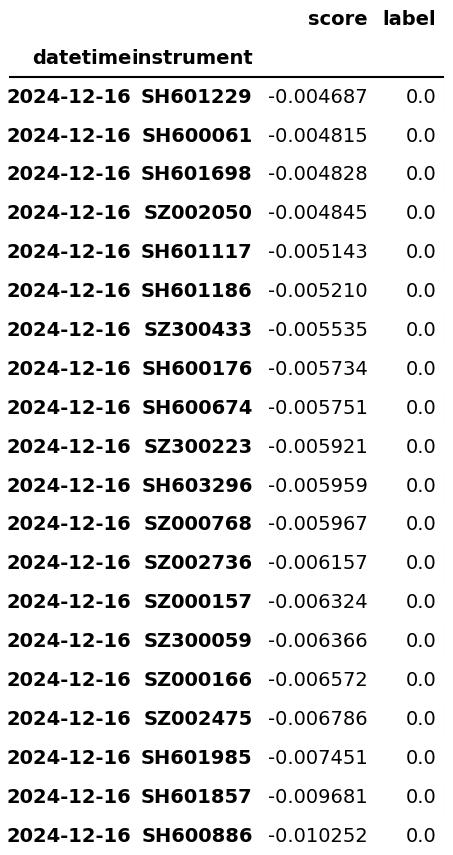 score label
datetime instrument
2024-12-16 SH601229 -0.004687 0.0
2024-12-16 SH600061 -0.004815 0.0
2024-12-16 SH601698 -0.004828 0.0
2024-12-16 SZ002050 -0.004845 0.0
2024-12-16 SH601117 -0.005143 0.0
2024-12-16 SH601186 -0.005210 0.0
2024-12-16 SZ300433 -0.005535 0.0
2024-12-16 SH600176 -0.005734 0.0
2024-12-16 SH600674 -0.005751 0.0
2024-12-16 SZ300223 -0.005921 0.0
2024-12-16 SH603296 -0.005959 0.0
2024-12-16 SZ000768 -0.005967 0.0
2024-12-16 SZ002736 -0.006157 0.0
2024-12-16 SZ000157 -0.006324 0.0
2024-12-16 SZ300059 -0.006366 0.0
2024-12-16 SZ000166 -0.006572 0.0
2024-12-16 SZ002475 -0.006786 0.0
2024-12-16 SH601985 -0.007451 0.0
2024-12-16 SH601857 -0.009681 0.0
2024-12-16 SH600886 -0.010252 0.0